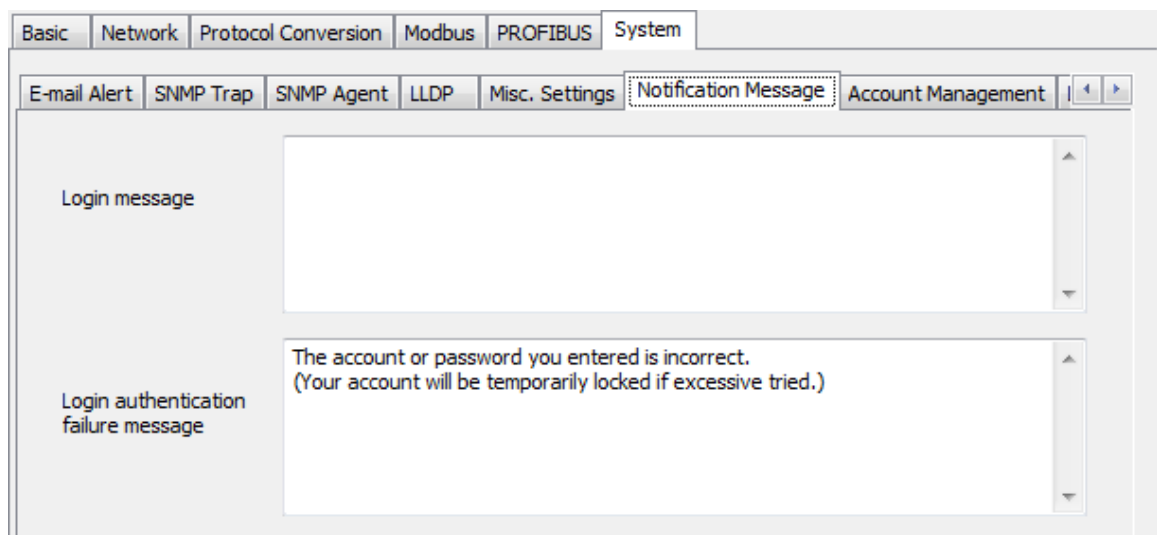 Basic Network Protocol Conversion Modbus PROFIBUS System
E-mail Alert SNMP Trap SNMP Agent LLDP Misc. Settings Notification Message Account Management
Login message
The account or password you entered is incorrect.
(Your account will be temporarily locked if excessive tried.)
Login authentication
failure message